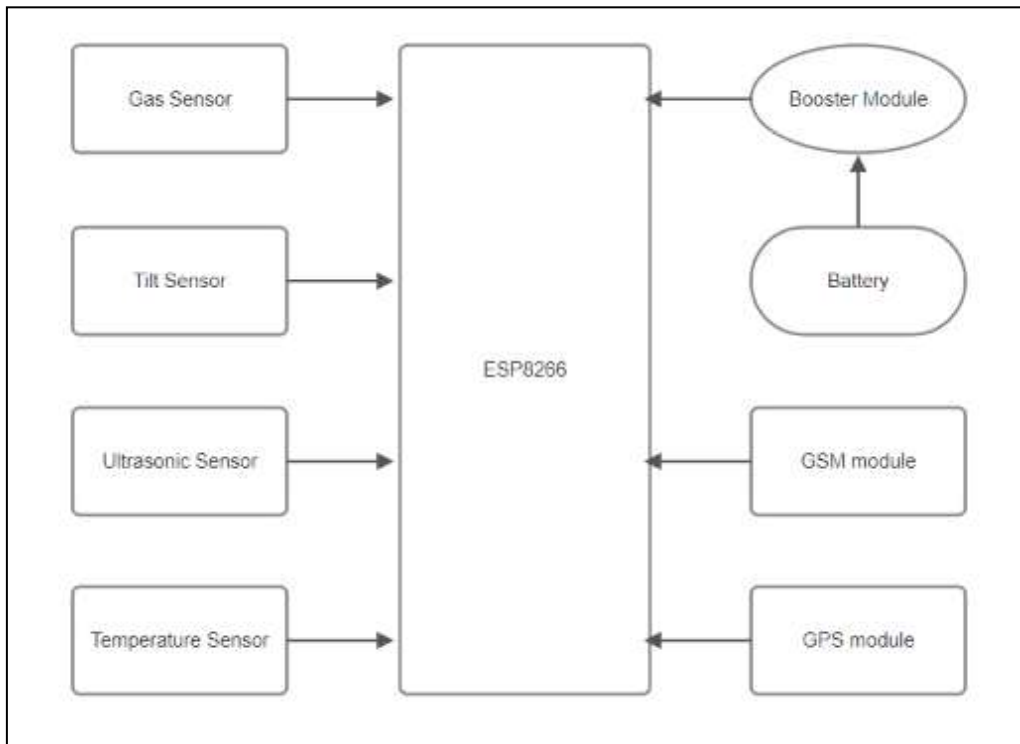 Gas Sensor
Booster Module
Tilt Sensor
Battery
ESP8266
Ultrasonic Sensor
GSM module
Temperature Sensor
GPS module